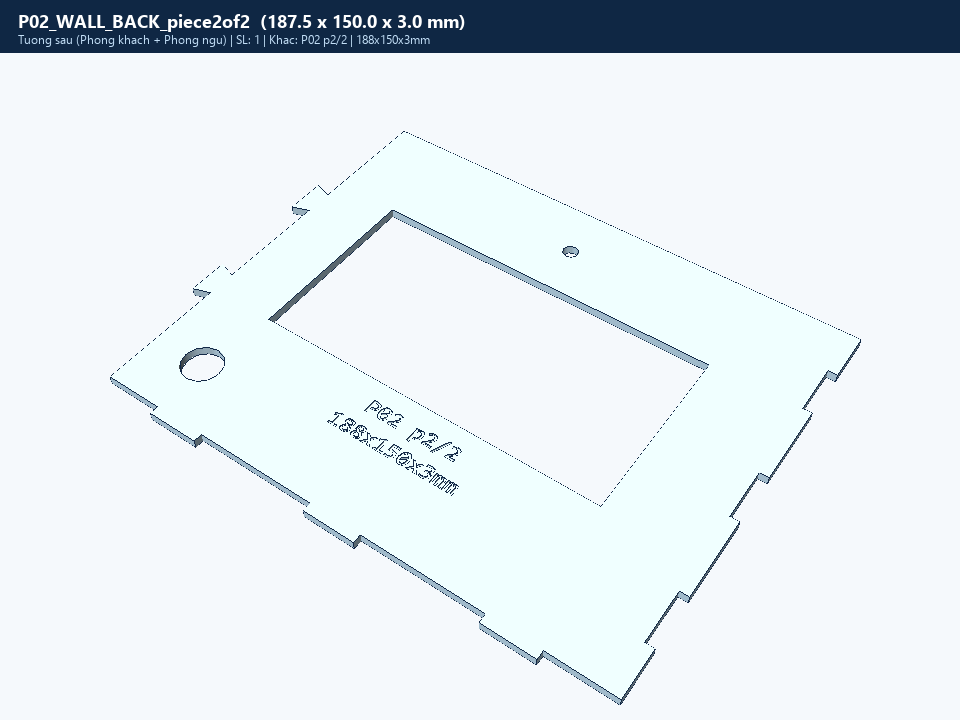 P02_WALL_BACK_piece2of2 (187.5 x 150.0 x 3.0 mm)
Tuong sau (Phong khach + Phong ngu) | SL: 1 | Khac: P02 p2/2 | 188x150x3mm
P02 p2/2
188x150x3mm